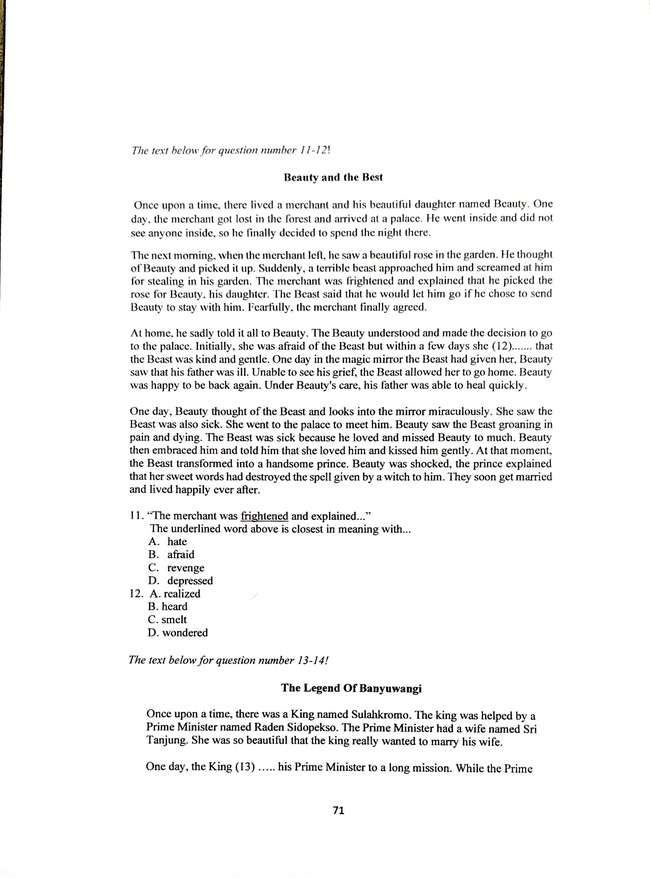 The text below for question number 11-12!
Beauty and the Best
Once upon a time, there lived a merchant and his beautiful daughter named Beauty. One
day, the merchant got lost in the forest and arrived at a palace. He went inside and did not
see anyone inside, so he finally decided to spend the night there.
The next morning, when the merchant left, he saw a beautiful rose in the garden. He thought
of Beauty and picked it up. Suddenly, a terrible beast approached him and screamed at him
for stealing in his garden. The merchant was frightened and explained that he picked the
rose for Beauty, his daughter. The Beast said that he would let him go if he chose to send
Beauty to stay with him. Fearfully, the merchant finally agreed.
At home, he sadly told it all to Beauty. The Beauty understood and made the decision to go
to the palace. Initially, she was afraid of the Beast but within a few days she (12)....... that
the Beast was kind and gentle. One day in the magic mirror the Beast had given her, Beauty
saw that his father was ill. Unable to see his grief, the Beast allowed her to go home. Beauty
was happy to be back again. Under Beauty's care, his father was able to heal quickly.
One day, Beauty thought of the Beast and looks into the mirror miraculously. She saw the
Beast was also sick. She went to the palace to meet him. Beauty saw the Beast groaning in
pain and dying. The Beast was sick because he loved and missed Beauty to much. Beauty
then embraced him and told him that she loved him and kissed him gently. At that moment,
the Beast transformed into a handsome prince. Beauty was shocked, the prince explained
that her sweet words had destroyed the spell given by a witch to him. They soon get married
and lived happily ever after.
11. “The merchant was frightened and explained...”
The underlined word above is closest in meaning with...
A. hate
B. afraid
C. revenge
D. depressed
12. A. realized
B. heard
C. smelt
D. wondered
The text below for question number 13-14!
The Legend Of Banyuwangi
Once upon a time, there was a King named Sulahkromo. The king was helped by a
Prime Minister named Raden Sidopekso. The Prime Minister had a wife named Sri
Tanjung. She was so beautiful that the king really wanted to marry his wife.
One day, the King (13) ..... his Prime Minister to a long mission. While the Prime
71